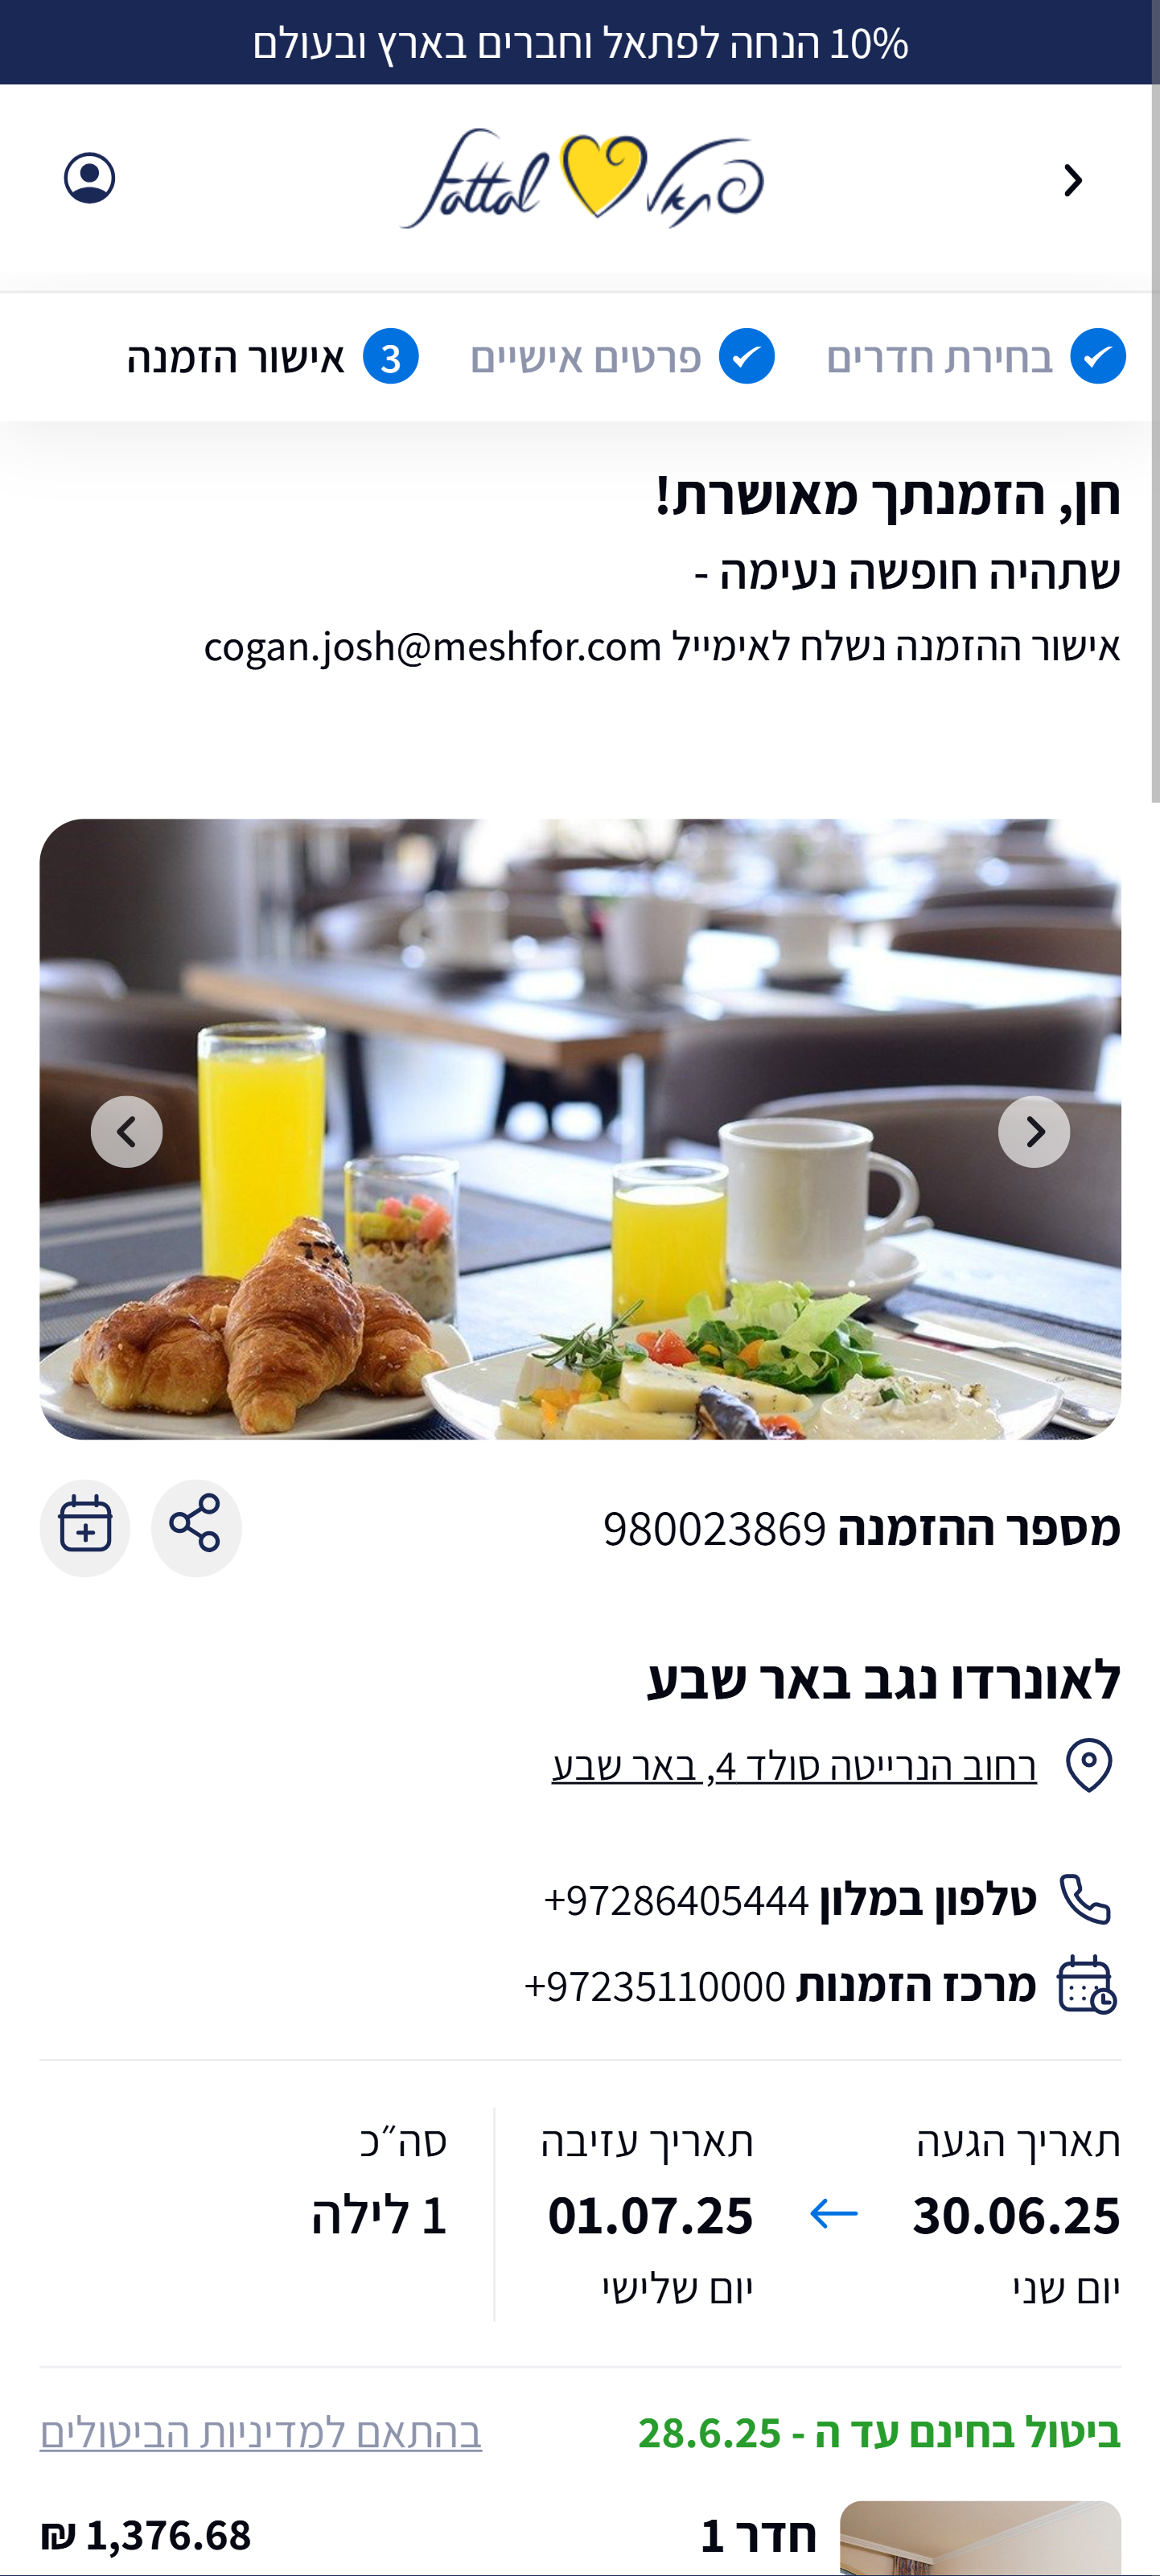 10% הנחה לפתאל וחברים בארץ ובעולם
fattal פתאל
בחירת חדרים
פרטים אישיים
3 אישור הזמנה
חן, הזמנתך מאושרת!
שתהיה חופשה נעימה -
אישור ההזמנה נשלח לאימייל cogan.josh@meshfor.com
מספר ההזמנה 980023869
לאונרדו נגב באר שבע
רחוב הנרייטה סולד 4, באר שבע
טלפון במלון 97286405444+
מרכז הזמנות 97235110000+
תאריך הגעה
30.06.25
יום שני
תאריך עזיבה
01.07.25
יום שלישי
סה״כ
1 לילה
ביטול בחינם עד ה - 28.6.25
בהתאם למדיניות הביטולים
חדר 1
1,376.68 ₪